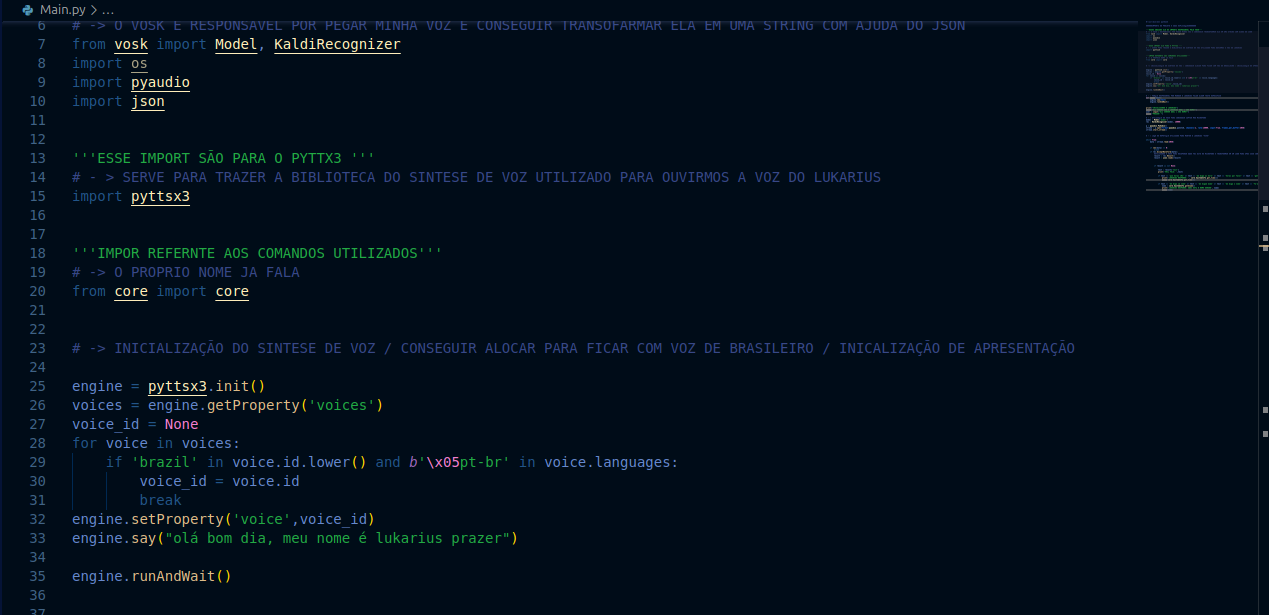 Main.py > ...
6 # -> O VOSK E RESPONSAVEL POR PEGAR MINHA VOZ E CONSEGUIR TRANSOFARMAR ELA EM UMA STRING COM AJUDA DO JSON
7 from vosk import Model, KaldiRecognizer
8 import os
9 import pyaudio
10 import json
11
12
13 '''ESSE IMPORT SÃO PARA O PYTTX3 '''
14 # - > SERVE PARA TRAZER A BIBLIOTECA DO SINTESE DE VOZ UTILIZADO PARA OUVIRMOS A VOZ DO LUKARIUS
15 import pyttsx3
16
17
18 '''IMPOR REFERNTE AOS COMANDOS UTILIZADOS'''
19 # -> O PROPRIO NOME JA FALA
20 from core import core
21
22
23 # -> INICIALIZAÇÃO DO SINTESE DE VOZ / CONSEGUIR ALOCAR PARA FICAR COM VOZ DE BRASILEIRO / INICALIZAÇÃO DE APRESENTAÇÃO
24
25 engine = pyttsx3.init()
26 voices = engine.getProperty('voices')
27 voice_id = None
28 for voice in voices:
29     if 'brazil' in voice.id.lower() and b'\x05pt-br' in voice.languages:
30         voice_id = voice.id
31         break
32 engine.setProperty('voice',voice_id)
33 engine.say("olá bom dia, meu nome é lukarius prazer")
34
35 engine.runAndWait()
36
37